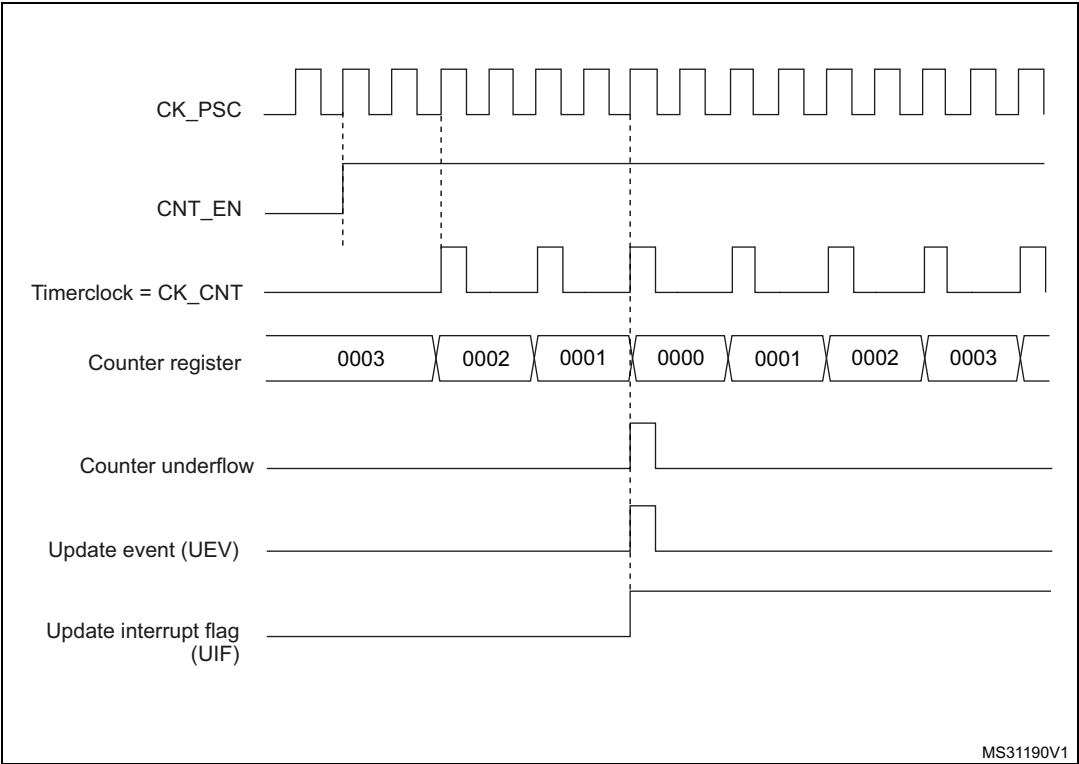 CK_PSC
CNT_EN
Timerclock = CK_CNT
Counter register 0003 0002 0001 0000 0001 0002 0003
Counter underflow
Update event (UEV)
Update interrupt flag
(UIF)
MS31190V1